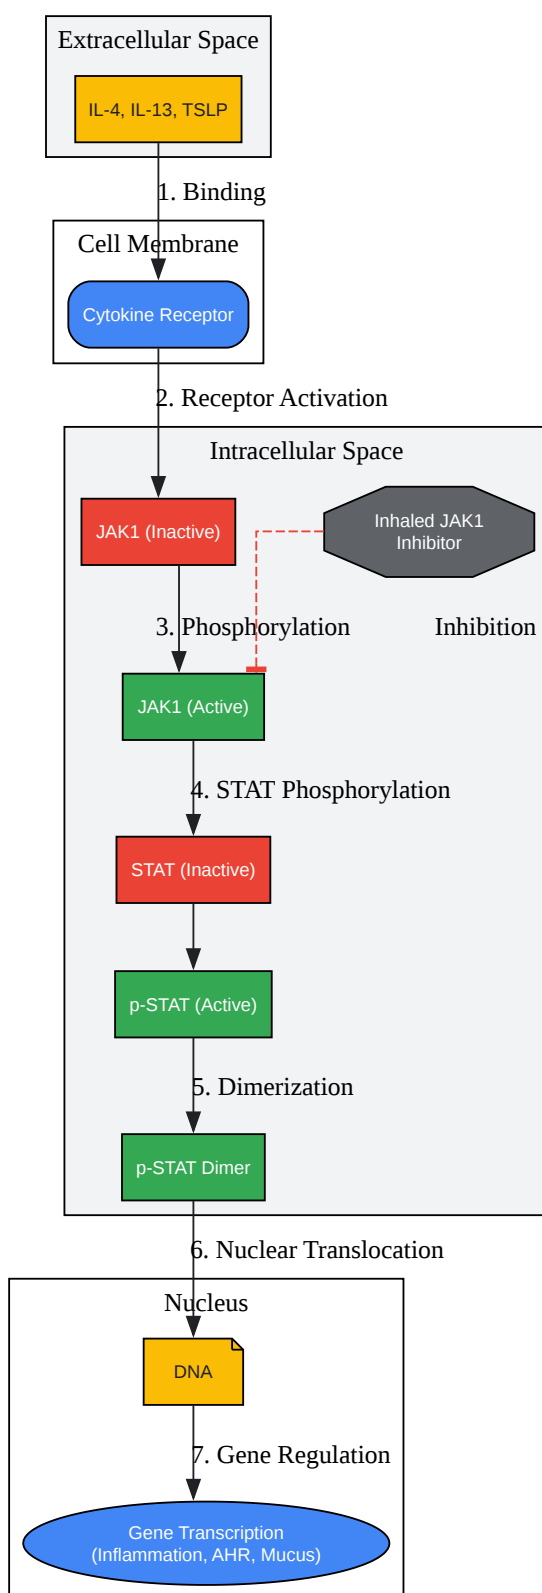 Extracellular Space
IL-4, IL-13, TSLP
1. Binding
Cell Membrane
Cytokine Receptor
2. Receptor Activation
Intracellular Space
JAK1 (Inactive)
Inhaled JAK1
Inhibitor
3. Phosphorylation
Inhibition
JAK1 (Active)
4. STAT Phosphorylation
STAT (Inactive)
p-STAT (Active)
5. Dimerization
p-STAT Dimer
6. Nuclear Translocation
Nucleus
DNA
7. Gene Regulation
Gene Transcription
(Inflammation, AHR, Mucus)